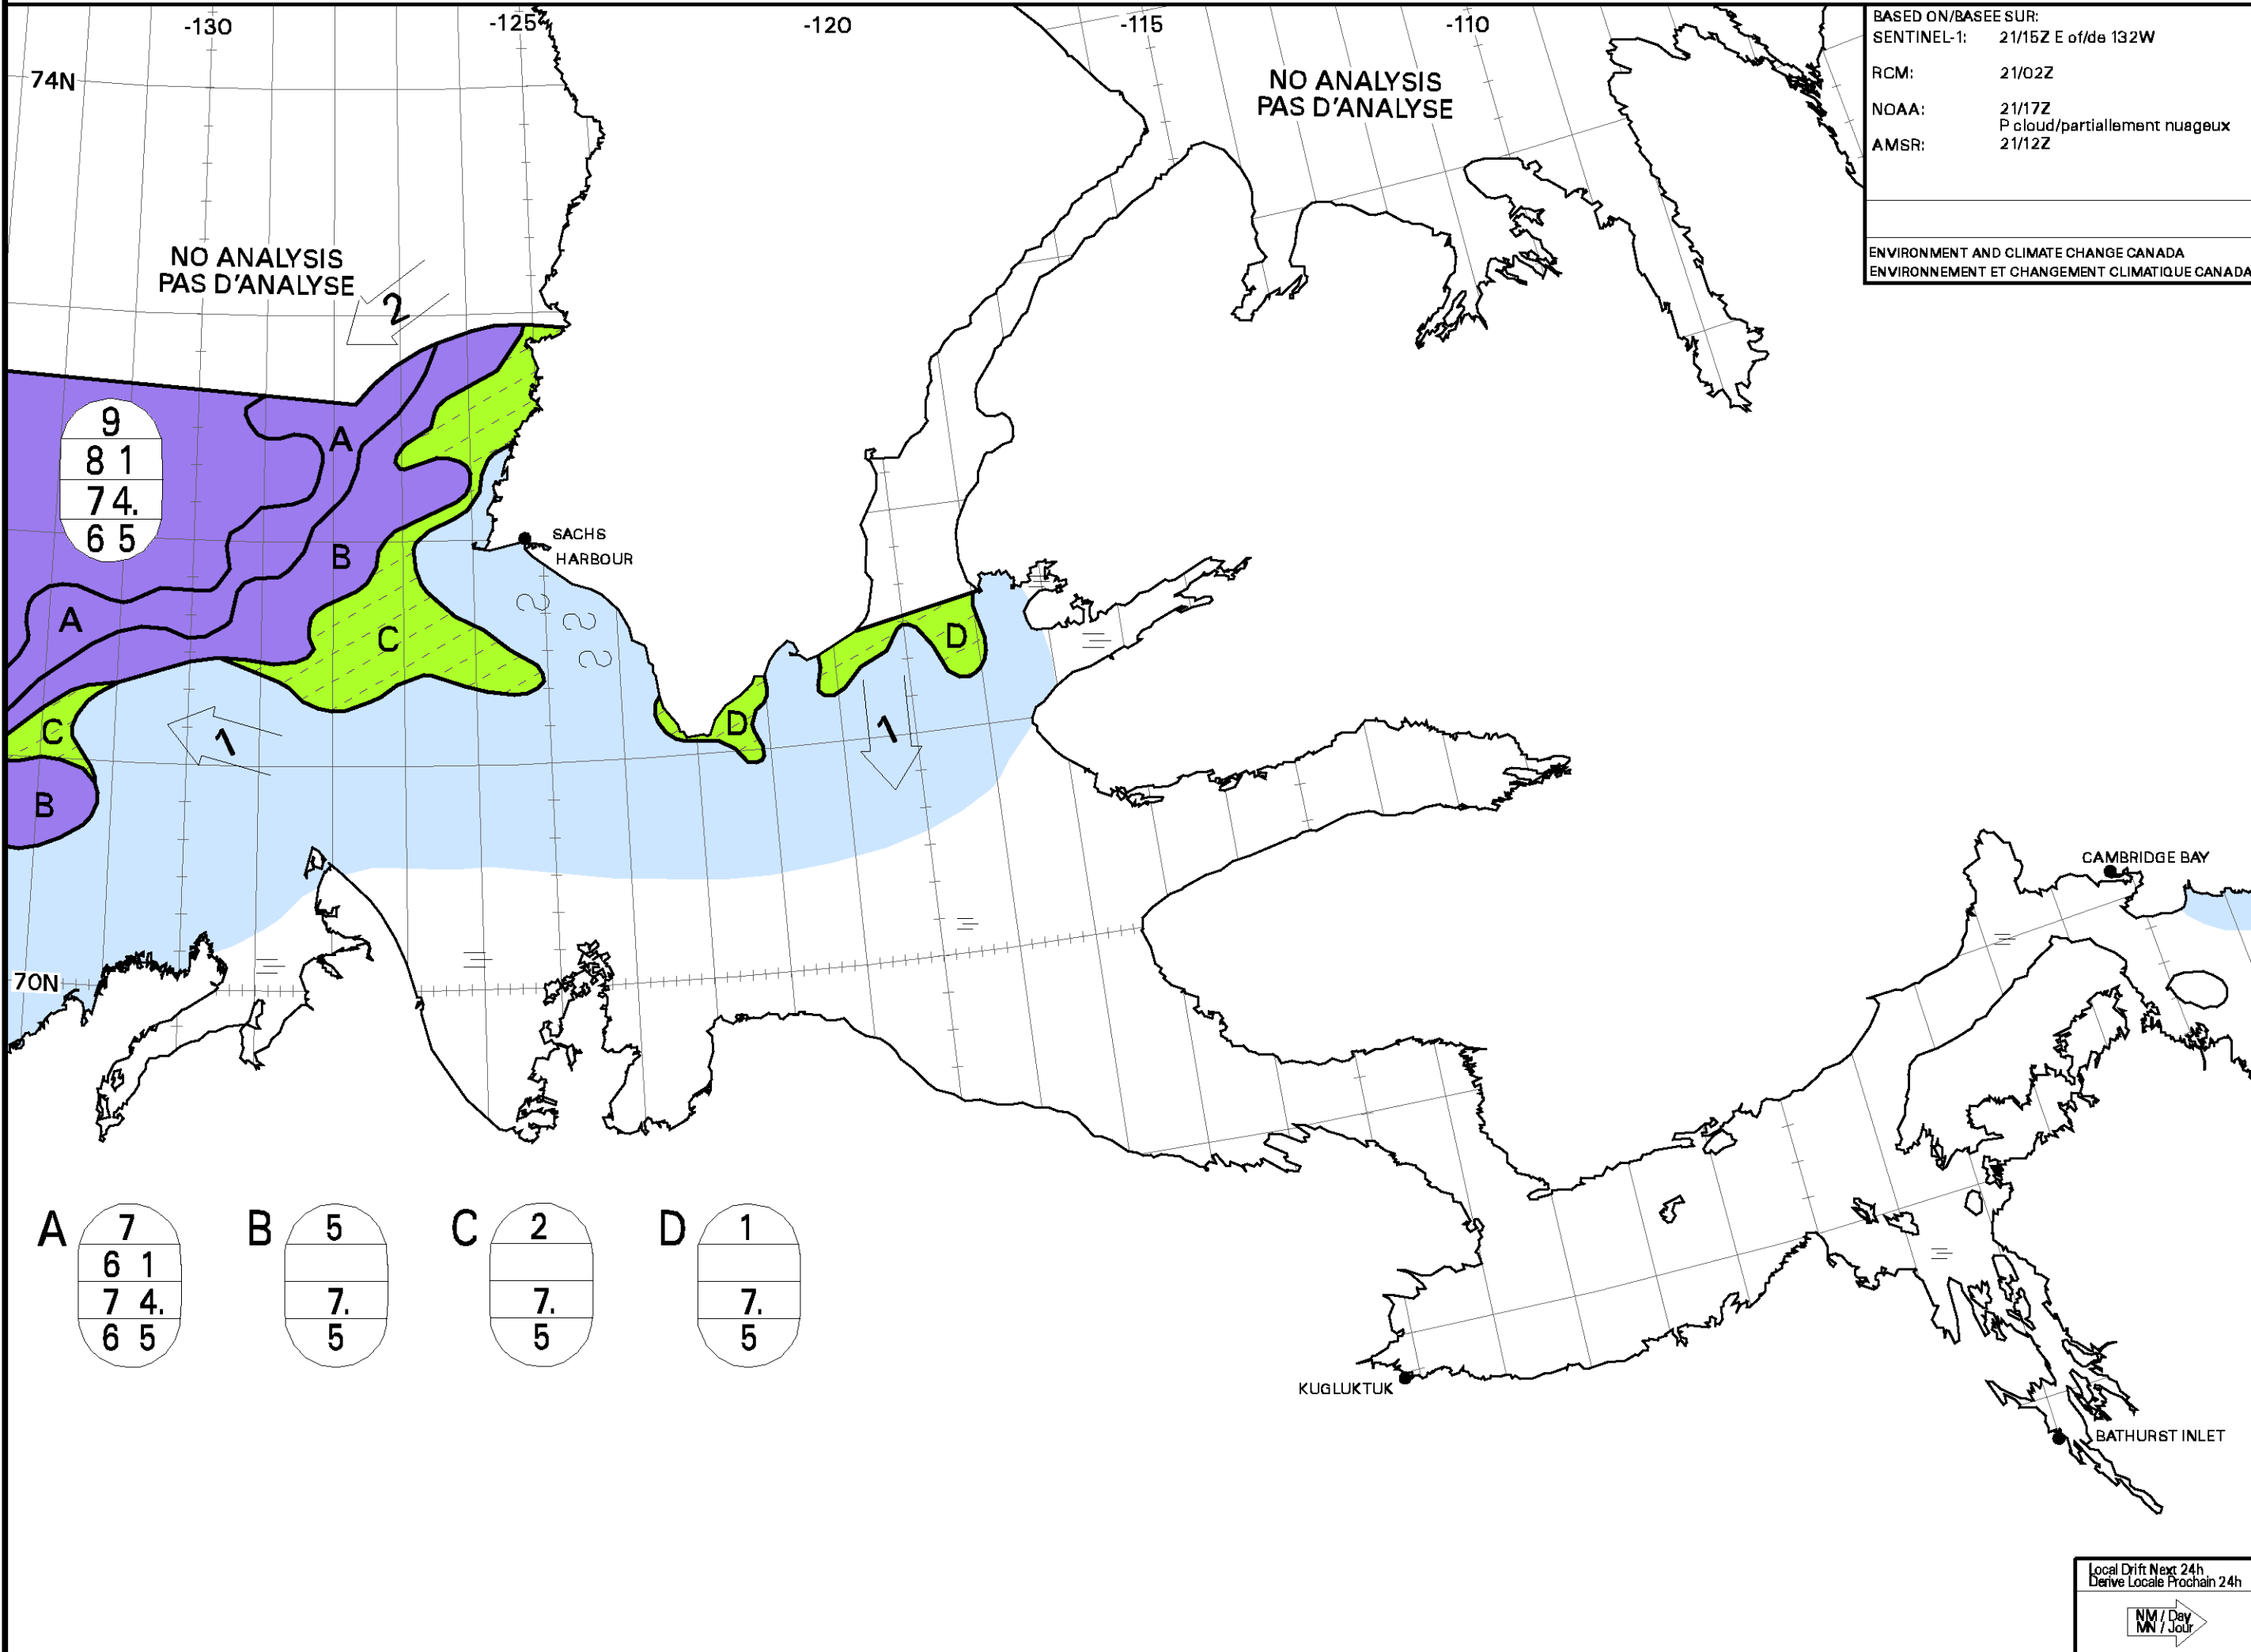 -130
-125
-120
-115
-110
74N
NO ANALYSIS
PAS D'ANALYSE
BASED ON/BASEE SUR:
SENTINEL-1: 21/15Z E of/de 132W
RCM: 21/02Z
NOAA: 21/17Z
P cloud/partiallement nuageux
AMSR: 21/12Z
ENVIRONMENT AND CLIMATE CHANGE CANADA
ENVIRONNEMENT ET CHANGEMENT CLIMATIQUE CANADA
NO ANALYSIS
PAS D'ANALYSE
2
9
8 1
7 4.
6 5
A
B
A
C
C
B
1
SACHS
HARBOUR
D
D
1
CAMBRIDGE BAY
70N
A
7
6 1
7 4.
6 5
B
5
7.
5
C
2
7.
5
D
1
7.
5
KUGLUKTUK
BATHURST INLET
Local Drift Next 24h
Derive Locale Prochain 24h
NM / Day
MN / Jour